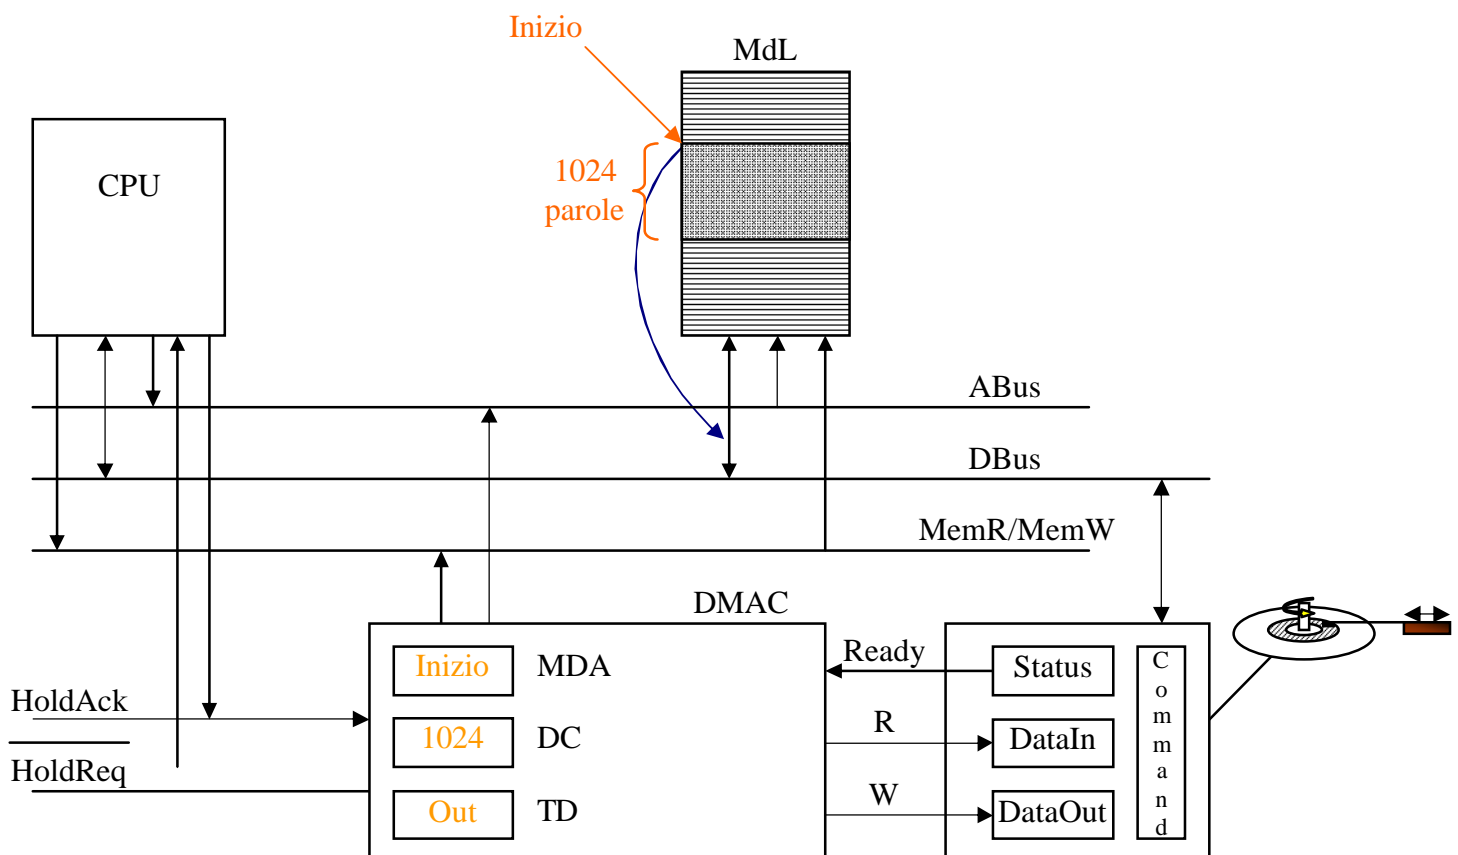 Inizio
MdL
CPU
1024
parole
ABus
DBus
MemR/MemW
DMAC
Inizio MDA
Ready
Status
HoldAck
1024 DC
R
DataIn
HoldReq
Out TD
W
DataOut
Command